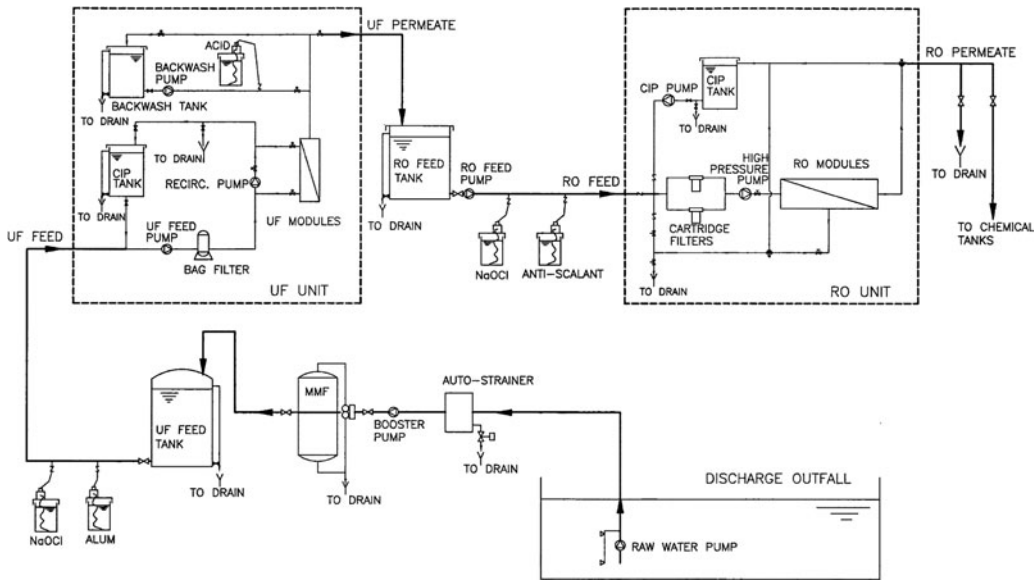 UF PERMEATE
ACID
BACKWASH
PUMP
BACKWASH TANK
TO DRAIN
CIP
TANK
TO DRAIN
TO DRAIN
RECIRC. PUMP
UF MODULES
UF FEED
UF FEED
PUMP
BAG FILTER
UF UNIT
RO FEED
TANK
TO DRAIN
RO FEED
PUMP
RO FEED
NaOCl
ANTI-SCALANT
CIP PUMP
CIP
TANK
TO DRAIN
HIGH
PRESSURE
PUMP
RO MODULES
CARTRIDGE
FILTERS
TO DRAIN
RO UNIT
RO PERMEATE
TO
DRAIN
TO CHEMICAL
TANKS
UF FEED
TANK
TO DRAIN
NaOCl
ALUM
MMF
TO DRAIN
BOOSTER
PUMP
AUTO-STRAINER
TO DRAIN
DISCHARGE OUTFALL
RAW WATER PUMP